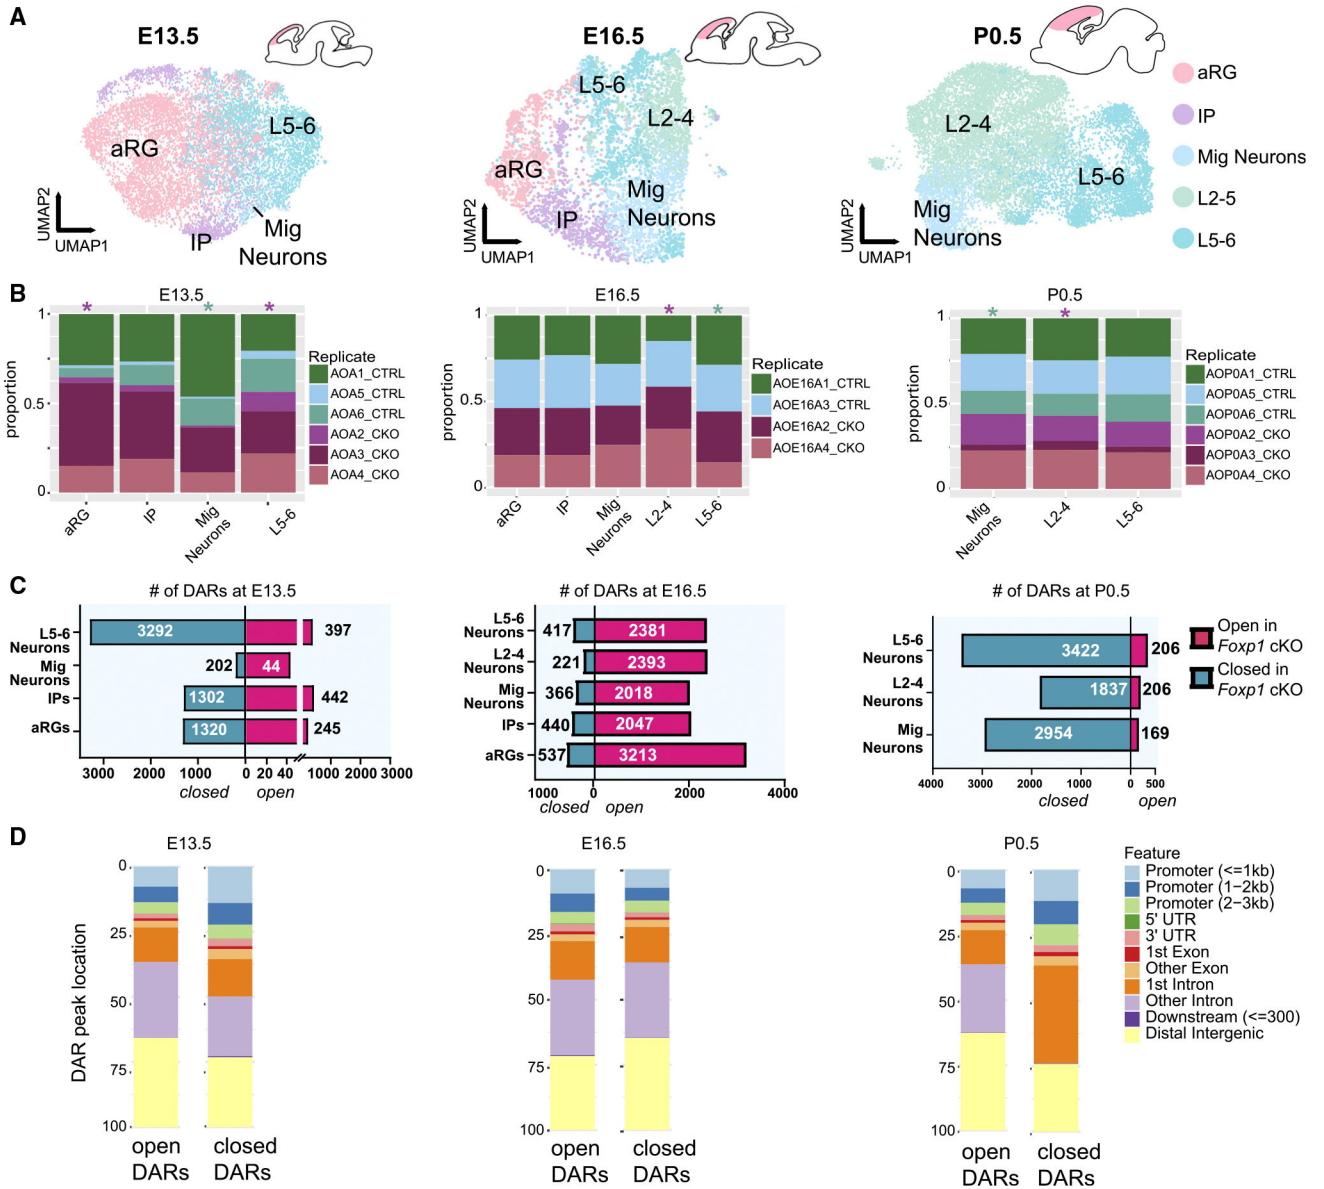 A
E13.5
E16.5
P0.5
aRG
L5-6
IP
Mig
Neurons
UMAP2
UMAP1
L5-6
L2-4
aRG
Mig
Neurons
IP
UMAP2
UMAP1
L2-4
L5-6
Mig
Neurons
UMAP2
UMAP1
aRG
IP
Mig Neurons
L2-5
L5-6
B
E13.5
* * *
proportion
1
0.5
0
aRG
IP
Mig
Neurons
L5-6
Replicate
AOA1_CTRL
AOA5_CTRL
AOA6_CTRL
AOA2_CKO
AOA3_CKO
AOA4_CKO
E16.5
* *
proportion
1
0.5
0
aRG
IP
Mig
Neurons
L2-4
L5-6
Replicate
AOE16A1_CTRL
AOE16A3_CTRL
AOE16A2_CKO
AOE16A4_CKO
P0.5
* *
proportion
1
0.5
0
Mig
Neurons
L2-4
L5-6
Replicate
AOP0A1_CTRL
AOP0A5_CTRL
AOP0A6_CTRL
AOP0A2_CKO
AOP0A3_CKO
AOP0A4_CKO
C
# of DARs at E13.5
L5-6
Neurons
3292
397
Mig
Neurons
202
44
IPs
1302
442
aRGs
1320
245
3000 2000 1000 0 20 40 1000 2000 3000
closed open
# of DARs at E16.5
L5-6
Neurons
417
2381
L2-4
Neurons
221
2393
Mig
Neurons
366
2018
IPs
440
2047
aRGs
537
3213
1000 0 2000 4000
closed open
# of DARs at P0.5
L5-6
Neurons
3422
206
L2-4
Neurons
1837
206
Mig
Neurons
2954
169
4000 3000 2000 1000 0 500
closed open
Open in
Foxp1 cKO
Closed in
Foxp1 cKO
D
E13.5
DAR peak location
0
25
50
75
100
open
DARs
closed
DARs
E16.5
0
25
50
75
100
open
DARs
closed
DARs
P0.5
0
25
50
75
100
open
DARs
closed
DARs
Feature
Promoter (<=1kb)
Promoter (1−2kb)
Promoter (2−3kb)
5' UTR
3' UTR
1st Exon
Other Exon
1st Intron
Other Intron
Downstream (<=300)
Distal Intergenic